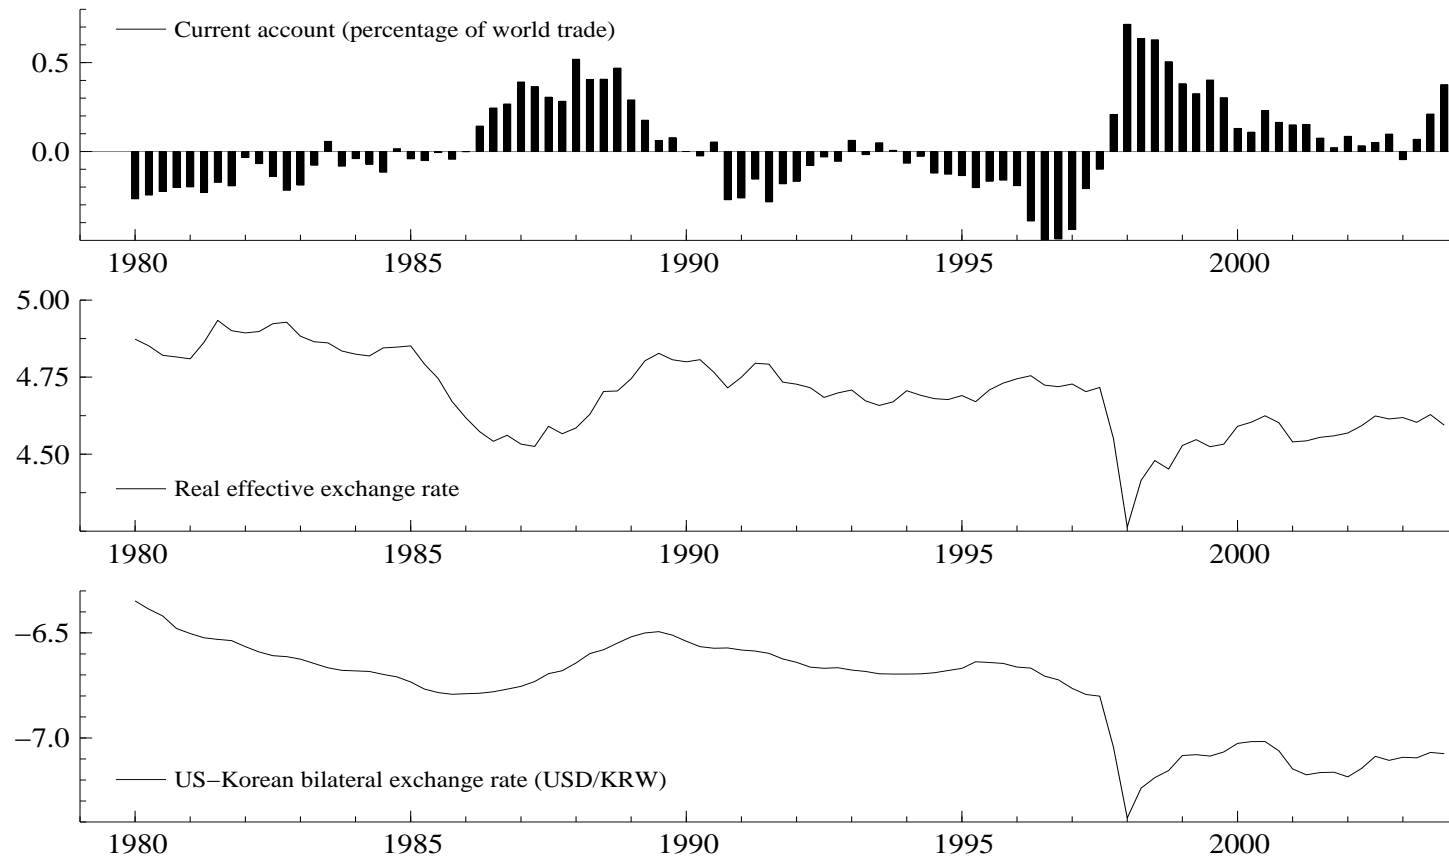 Current account (percentage of world trade)
0.5
0.0
1980 1985 1990 1995 2000
5.00
4.75
4.50
Real effective exchange rate
1980 1985 1990 1995 2000
−6.5
−7.0
US−Korean bilateral exchange rate (USD/KRW)
1980 1985 1990 1995 2000